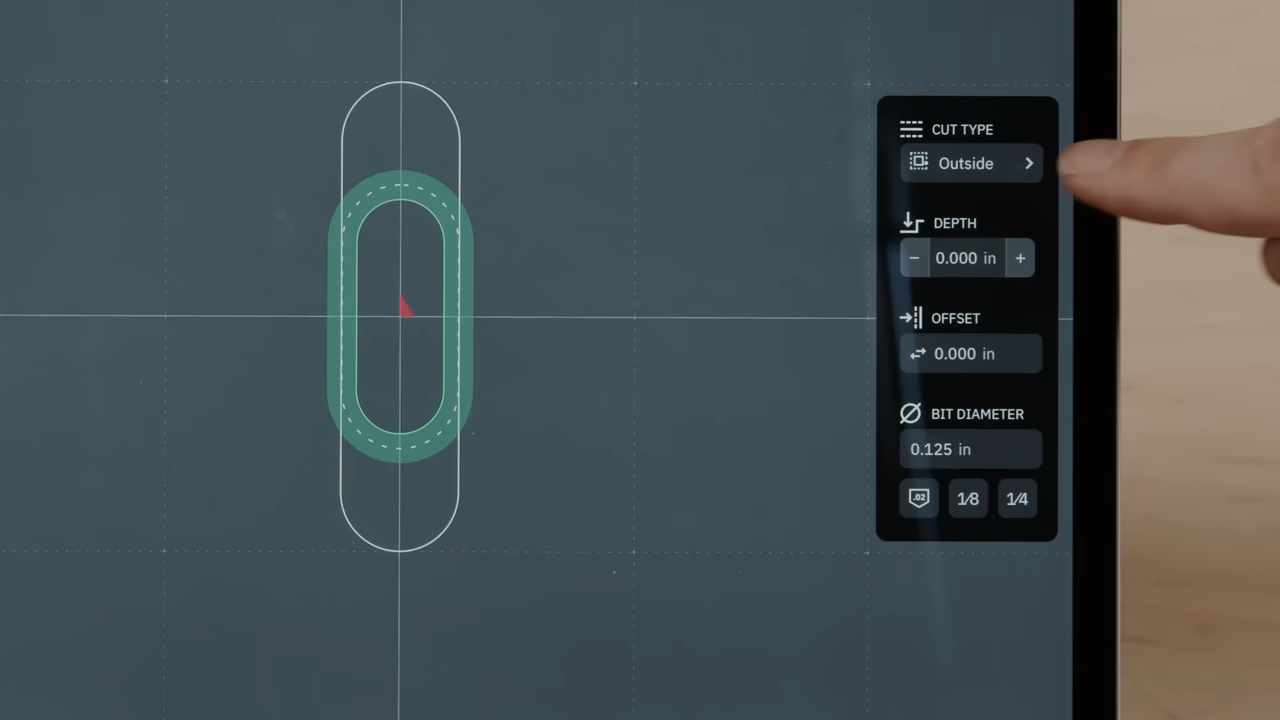 CUT TYPE
Outside
DEPTH
− 0.000 in +
OFFSET
0.000 in
BIT DIAMETER
0.125 in
.02 1/8 1/4